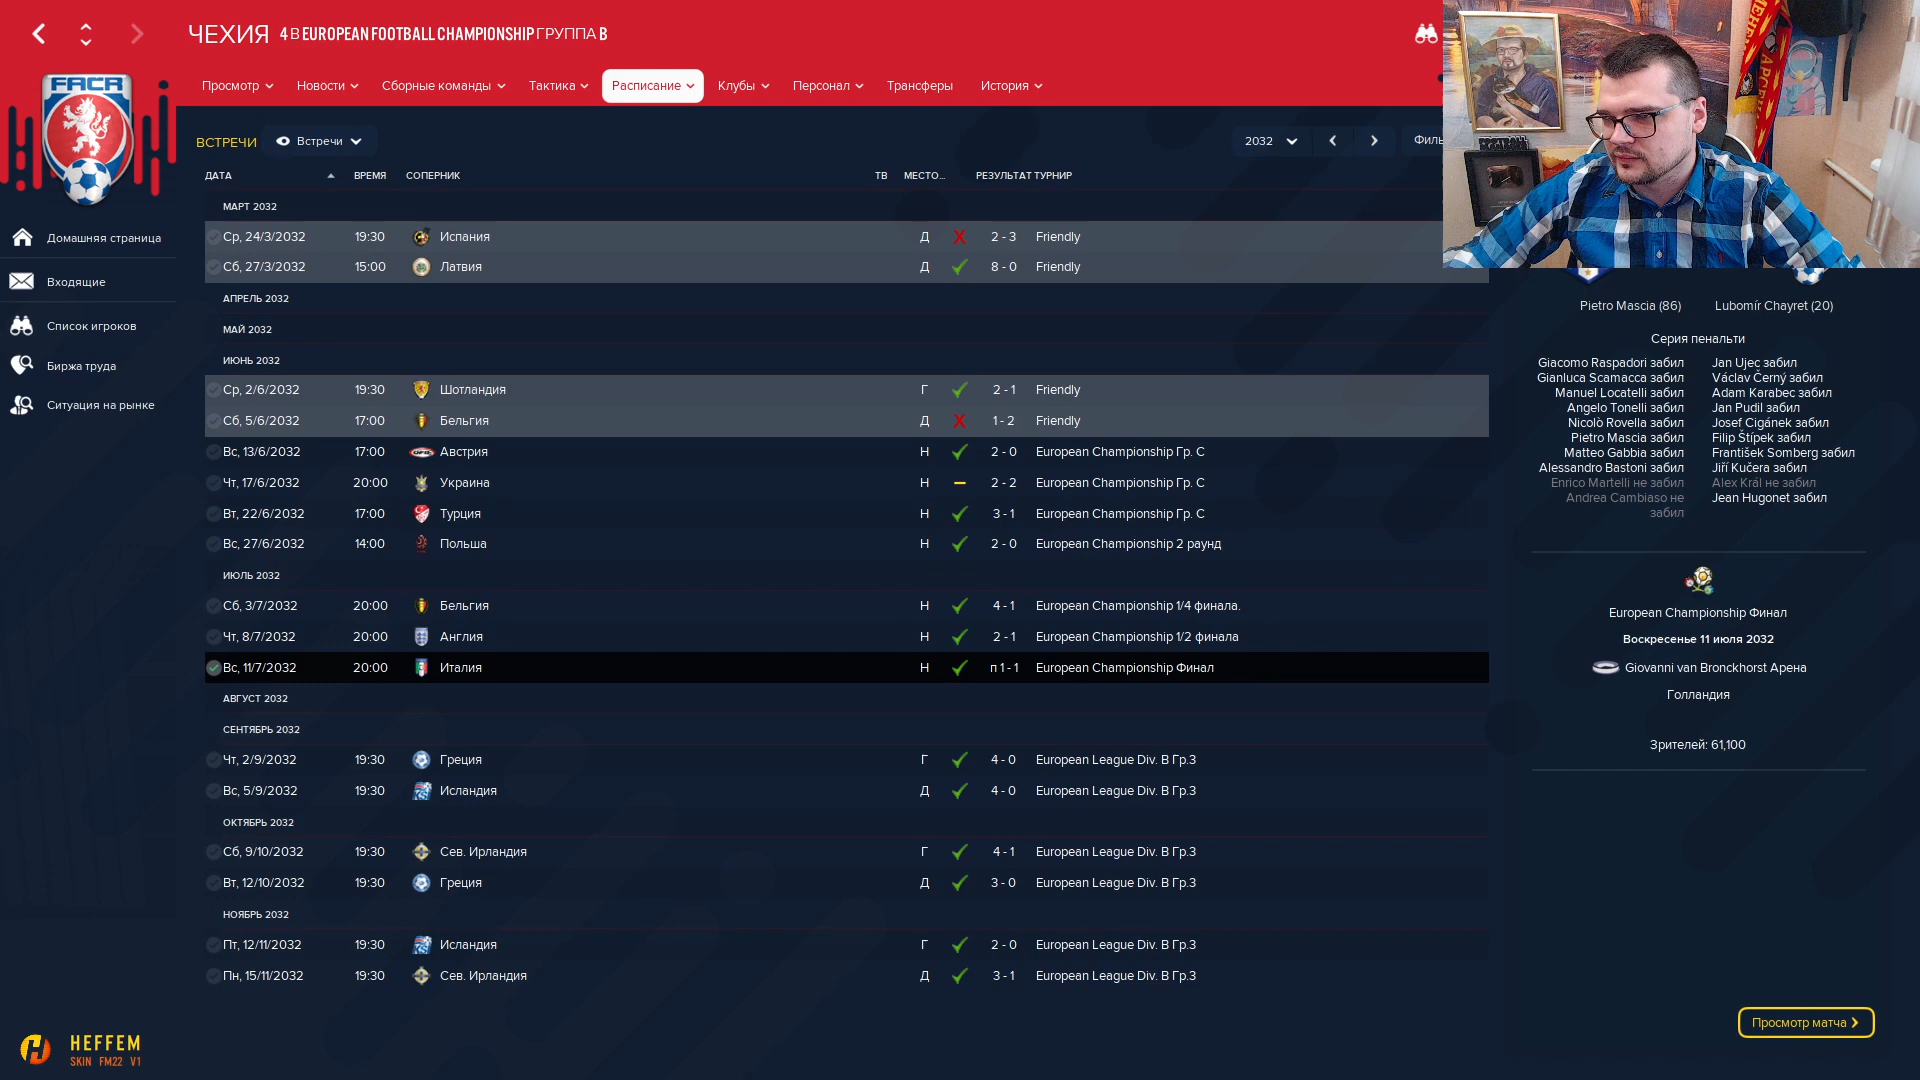 ЧЕХИЯ 4 В EUROPEAN FOOTBALL CHAMPIONSHIP ГРУППА B
FACR
Просмотр Новости Сборные команды Тактика Расписание Клубы Персонал Трансферы История
ВСТРЕЧИ Встречи 2032 Филь
ДАТА ВРЕМЯ СОПЕРНИК ТВ МЕСТО... РЕЗУЛЬТАТ ТУРНИР
Домашняя страница
Входящие
Список игроков
Биржа труда
Ситуация на рынке
МАРТ 2032
Ср, 24/3/2032 19:30 Испания Д 2 - 3 Friendly
Сб, 27/3/2032 15:00 Латвия Д 8 - 0 Friendly
АПРЕЛЬ 2032
МАЙ 2032
ИЮНЬ 2032
Ср, 2/6/2032 19:30 Шотландия Г 2 - 1 Friendly
Сб, 5/6/2032 17:00 Бельгия Д 1 - 2 Friendly
Вс, 13/6/2032 17:00 Австрия Н 2 - 0 European Championship Гр. C
Чт, 17/6/2032 20:00 Украина Н 2 - 2 European Championship Гр. C
Вт, 22/6/2032 17:00 Турция Н 3 - 1 European Championship Гр. C
Вс, 27/6/2032 14:00 Польша Н 2 - 0 European Championship 2 раунд
ИЮЛЬ 2032
Сб, 3/7/2032 20:00 Бельгия Н 4 - 1 European Championship 1/4 финала.
Чт, 8/7/2032 20:00 Англия Н 2 - 1 European Championship 1/2 финала
Вс, 11/7/2032 20:00 Италия Н п 1 - 1 European Championship Финал
АВГУСТ 2032
СЕНТЯБРЬ 2032
Чт, 2/9/2032 19:30 Греция Г 4 - 0 European League Div. B Гр.3
Вс, 5/9/2032 19:30 Исландия Д 4 - 0 European League Div. B Гр.3
ОКТЯБРЬ 2032
Сб, 9/10/2032 19:30 Сев. Ирландия Г 4 - 1 European League Div. B Гр.3
Вт, 12/10/2032 19:30 Греция Д 3 - 0 European League Div. B Гр.3
НОЯБРЬ 2032
Пт, 12/11/2032 19:30 Исландия Г 2 - 0 European League Div. B Гр.3
Пн, 15/11/2032 19:30 Сев. Ирландия Д 3 - 1 European League Div. B Гр.3
Pietro Mascia (86) Lubomír Chayret (20)
Серия пенальти
Giacomo Raspadori забил Jan Ujec забил
Gianluca Scamacca забил Václav Černý забил
Manuel Locatelli забил Adam Karabec забил
Angelo Tonelli забил Jan Pudil забил
Nicolò Rovella забил Josef Cigánek забил
Pietro Mascia забил Filip Štípek забил
Matteo Gabbia забил František Somberg забил
Alessandro Bastoni забил Jiří Kučera забил
Enrico Martelli не забил Alex Král не забил
Andrea Cambiaso не Jean Hugonet забил
забил
European Championship Финал
Воскресенье 11 июля 2032
Giovanni van Bronckhorst Арена
Голландия
Зрителей: 61,100
Просмотр матча
HEFFEM
SKIN FM22 V1